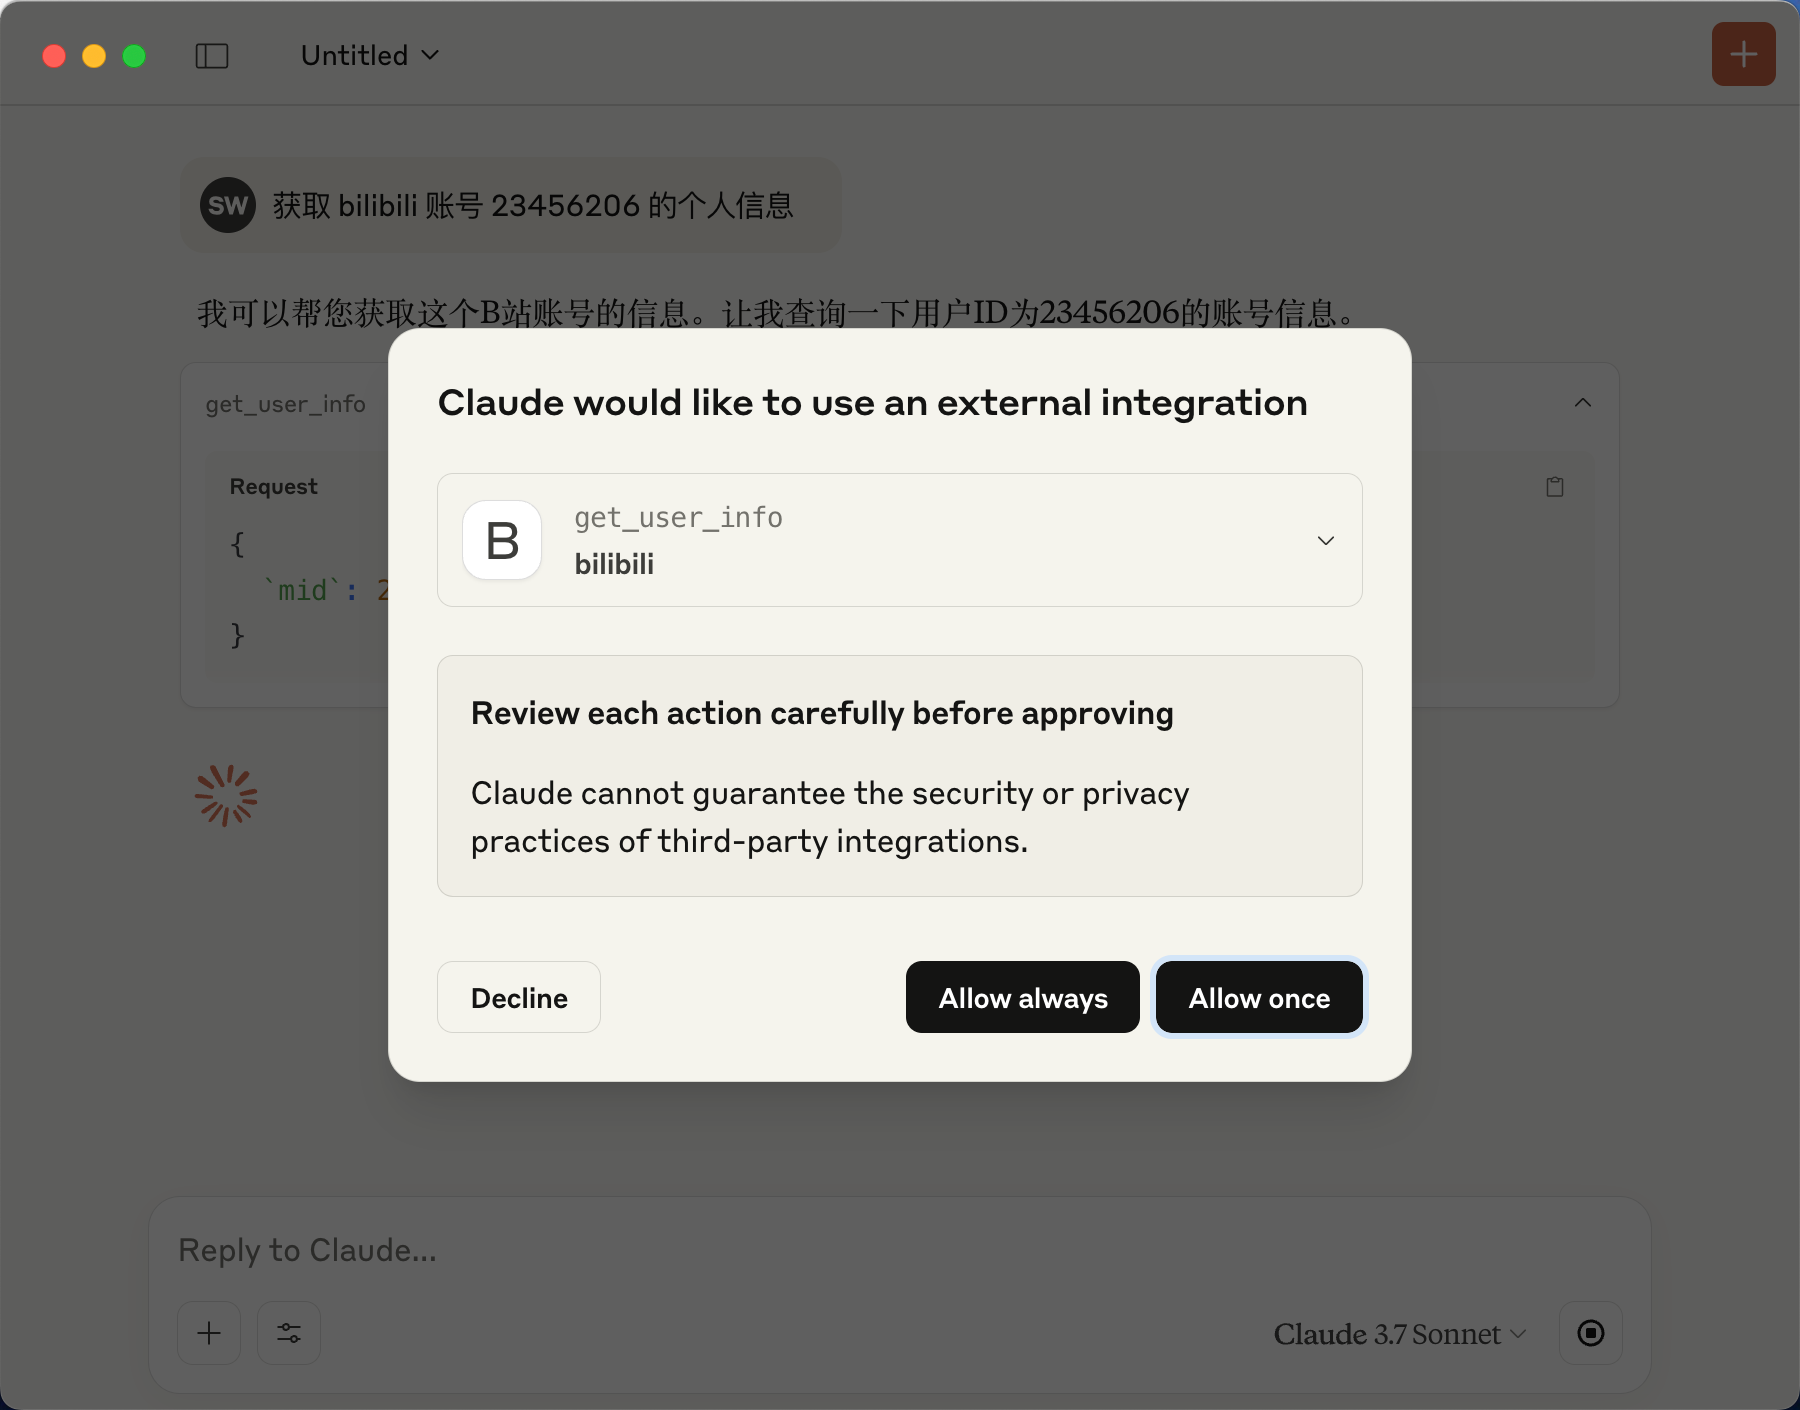 Untitled
SW
获取 bilibili 账号 23456206 的个人信息
我可以帮您获取这个B站账号的信息。让我查询一下用户ID为23456206的账号信息。
get_user_info
Request
{
`mid`: 2
}
Claude would like to use an external integration
B
get_user_info
bilibili
Review each action carefully before approving
Claude cannot guarantee the security or privacy
practices of third-party integrations.
Decline
Allow always
Allow once
Reply to Claude...
Claude 3.7 Sonnet